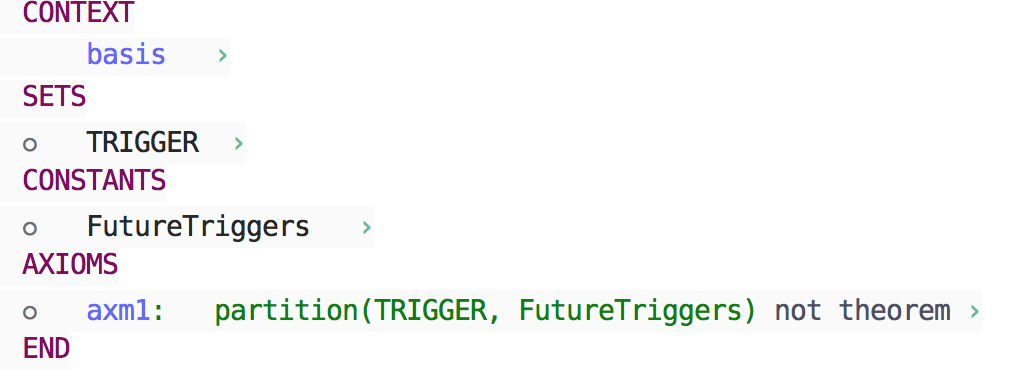 CONTEXT
basis ›
SETS
○ TRIGGER ›
CONSTANTS
○ FutureTriggers ›
AXIOMS
○ axm1: partition(TRIGGER, FutureTriggers) not theorem ›
END